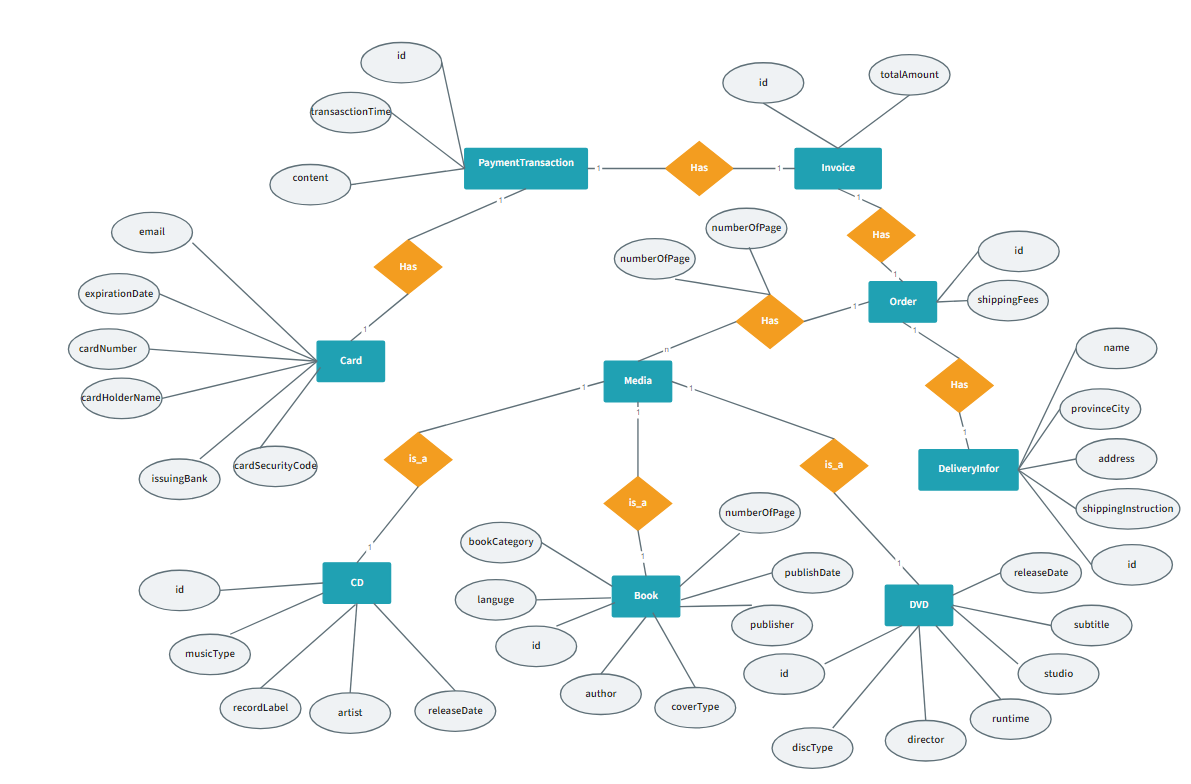 id
totalAmount
id
transasctionTime
PaymentTransaction
1
Has
1
Invoice
content
1
1
numberOfPage
email
Has
numberOfPage
id
Has
1
expirationDate
shippingFees
Order
1
Has
1
1
cardNumber
n
name
Card
Media
Has
cardHolderName
1
1
1
provinceCity
1
is_a
address
cardSecurityCode
is_a
DeliveryInfor
issuingBank
is_a
shippingInstruction
numberOfPage
bookCategory
1
1
1
id
CD
publishDate
releaseDate
id
languge
Book
DVD
publisher
subtitle
musicType
id
id
studio
recordLabel
artist
releaseDate
author
coverType
runtime
discType
director